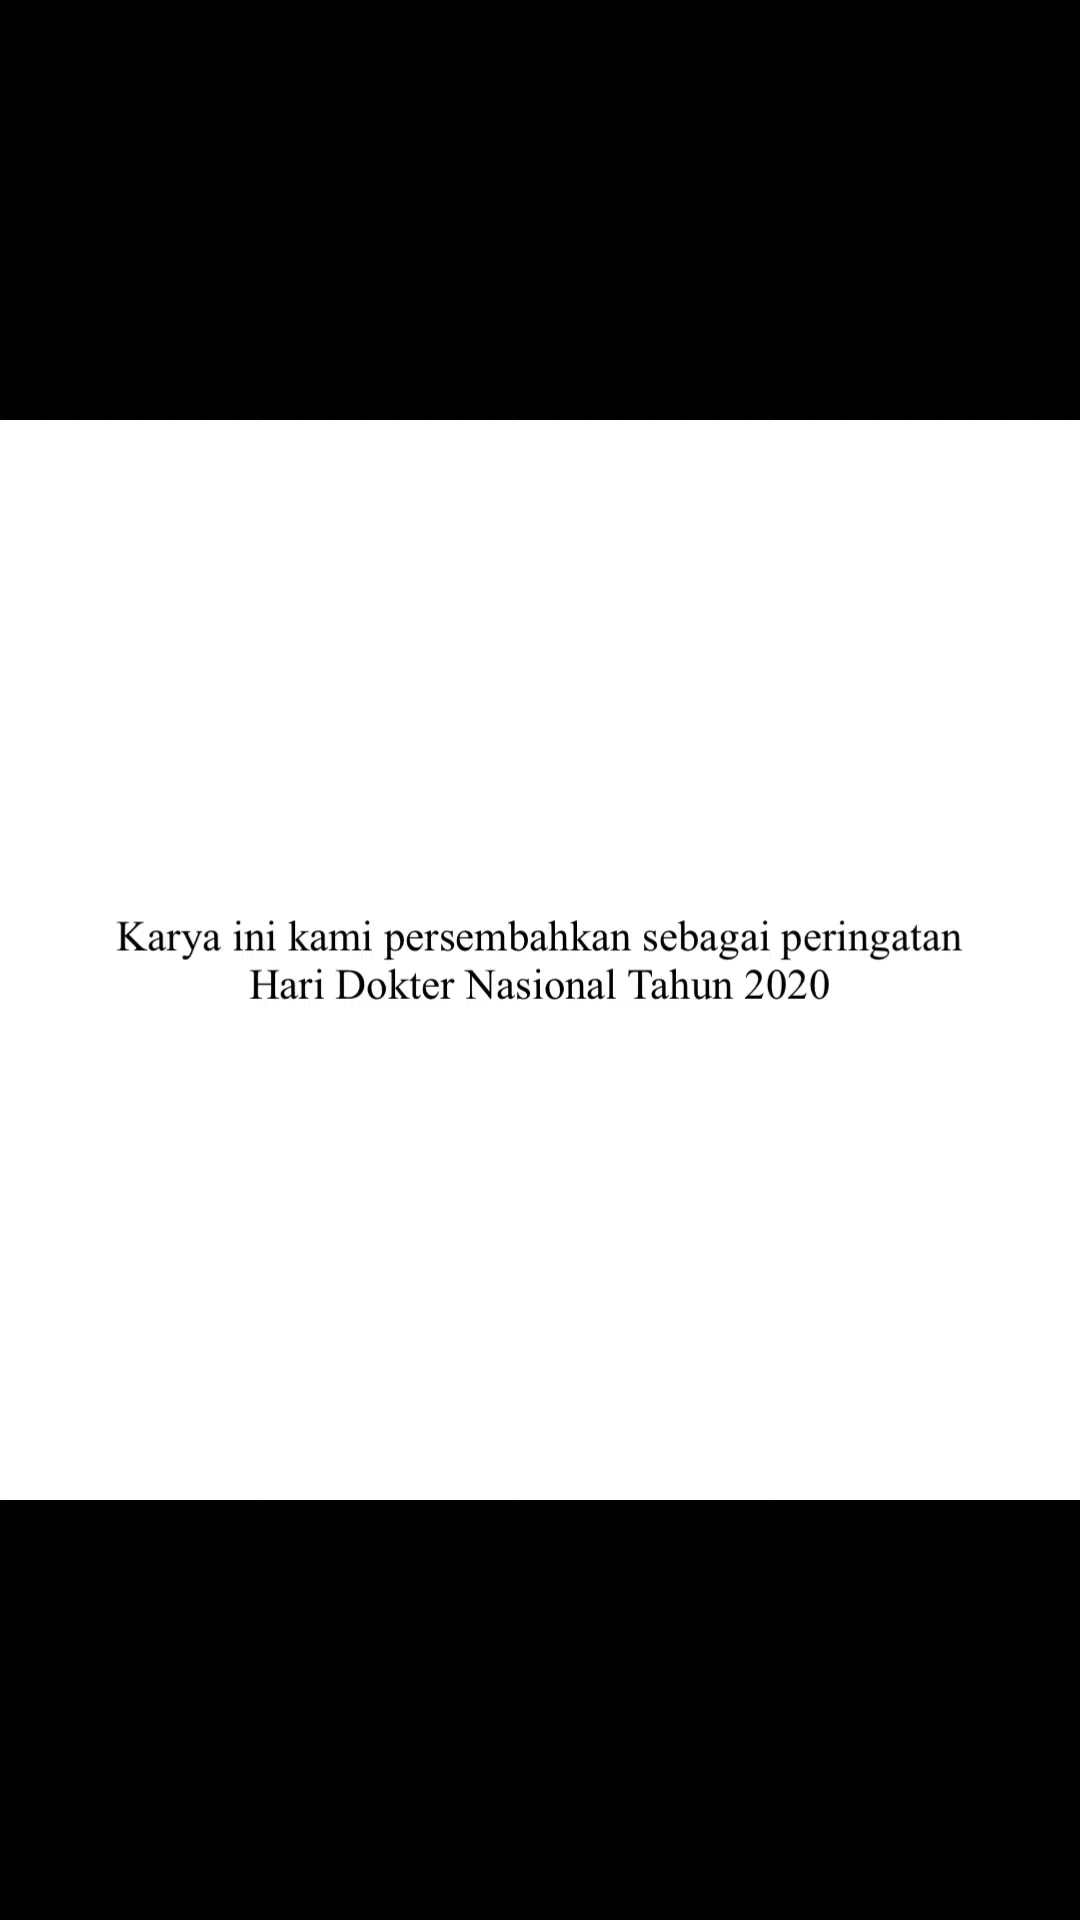 Karya ini kami persembahkan sebagai peringatan
Hari Dokter Nasional Tahun 2020